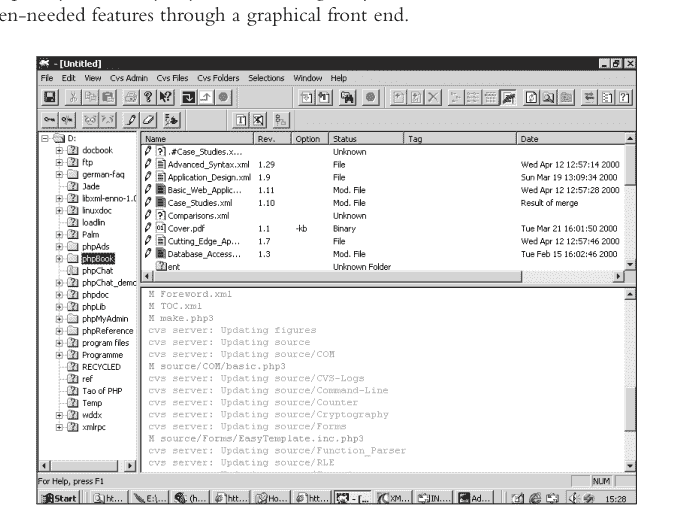 en-needed features through a graphical front end.
[Untitled]
File Edit View Cvs Admin Cvs Files Cvs Folders Selections Window Help
D:
docbook
ftp
german-faq
Jade
libxml-enno-1.(
linuxdoc
loadlin
Palm
phpAds
phpBook
phpChat
phpChat_demo
phpdoc
phpLib
phpMyAdmin
phpReference
program files
Programme
RECYCLED
ref
Tao of PHP
Temp
wddx
xmlrpc
Name Rev. Option Status Tag Date
.#Case_Studies.x... Unknown
Advanced_Syntax.xml 1.29 File Wed Apr 12 12:57:14 2000
Application_Design.xml 1.9 File Sun Mar 19 13:09:34 2000
Basic_Web_Applic... 1.11 Mod. File Wed Apr 12 12:57:28 2000
Case_Studies.xml 1.10 Mod. File Result of merge
Comparisons.xml Unknown
Cover.pdf 1.1 -kb Binary Tue Mar 21 16:01:50 2000
Cutting_Edge_Ap... 1.7 File Wed Apr 12 12:57:46 2000
Database_Access... 1.3 Mod. File Tue Feb 15 16:02:46 2000
ent Unknown Folder
M Foreword.xml
M TOC.xml
M make.php3
cvs server: Updating figures
cvs server: Updating source
cvs server: Updating source/COM
M source/COM/basic.php3
cvs server: Updating source/CVS-Logs
cvs server: Updating source/Command-Line
cvs server: Updating source/Counter
cvs server: Updating source/Cryptography
cvs server: Updating source/Forms
M source/Forms/EasyTemplate.inc.php3
cvs server: Updating source/Function_Parser
cvs server: Updating source/RLE
For Help, press F1 NUM
Start ht... E:\... (h... htt... Ho... htt... - [... XM... IN.... Ad... 15:28